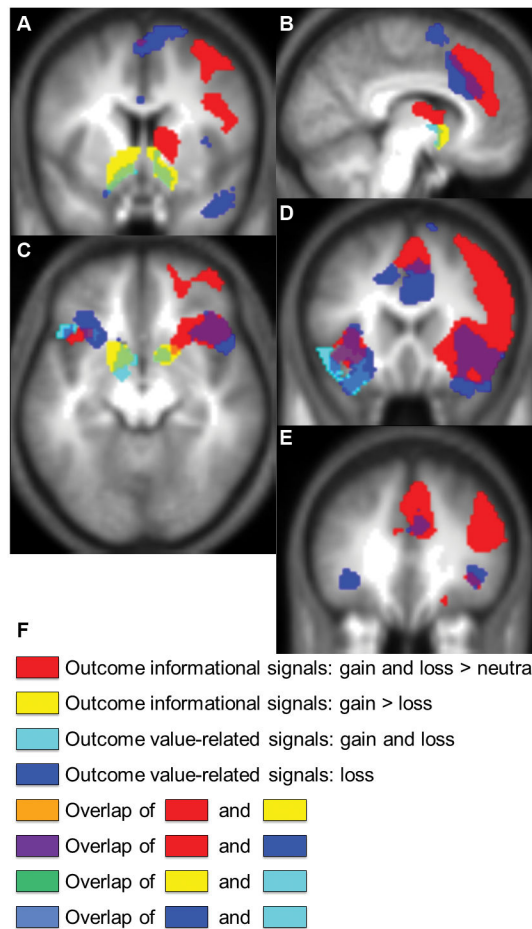 A
B
C
D
E
F
Outcome informational signals: gain and loss > neutra
Outcome informational signals: gain > loss
Outcome value-related signals: gain and loss
Outcome value-related signals: loss
Overlap of and
Overlap of and
Overlap of and
Overlap of and